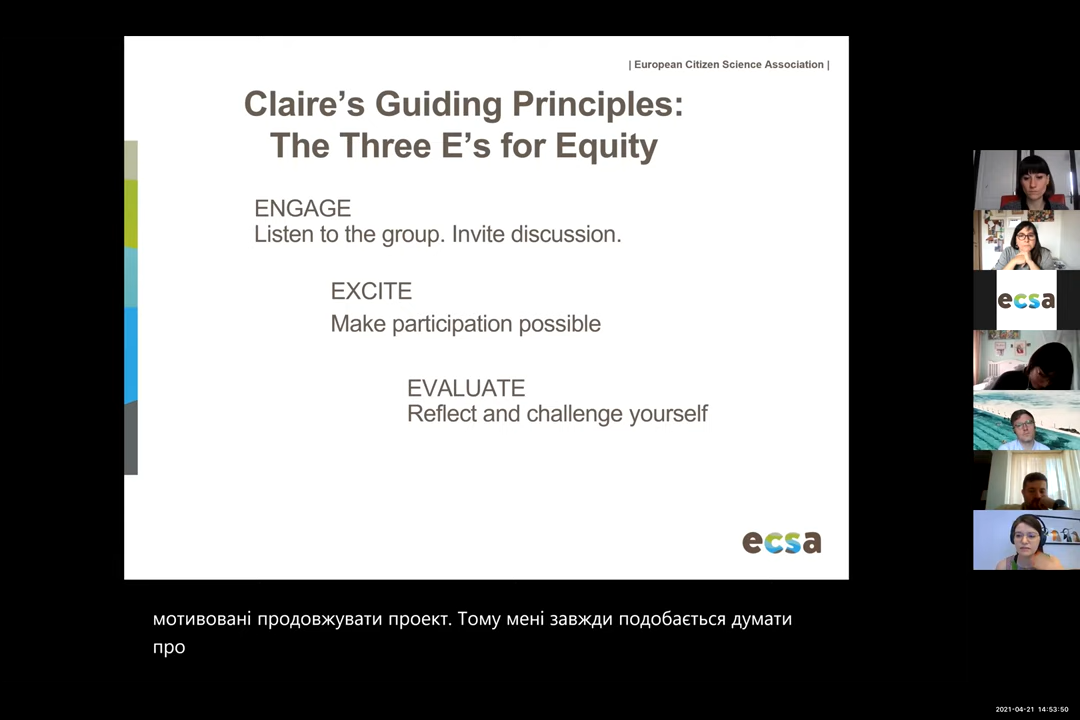 | European Citizen Science Association |
Claire's Guiding Principles:
The Three E's for Equity
ENGAGE
Listen to the group. Invite discussion.
EXCITE
Make participation possible
EVALUATE
Reflect and challenge yourself
ecsa
ecsa
мотивовані продовжувати проект. Тому мені завжди подобається думати
про
2021-04-21 14:53:50